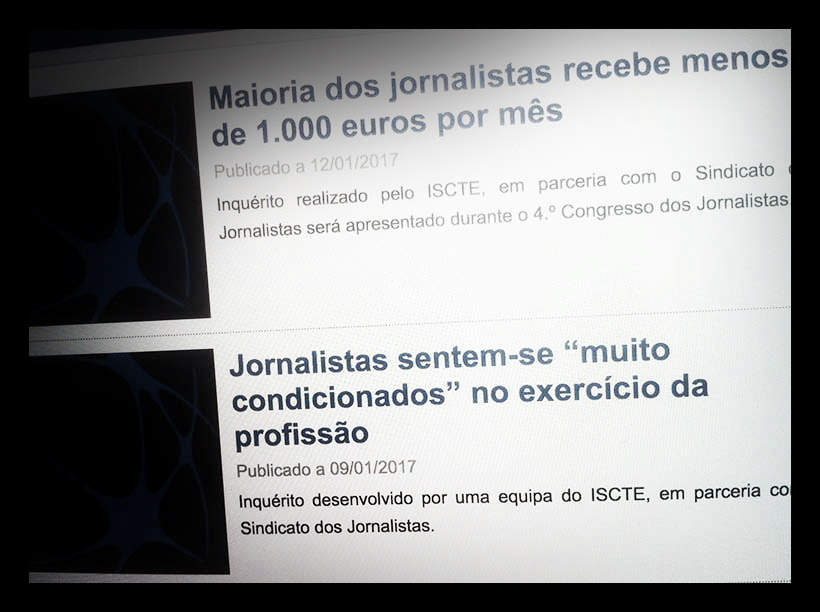 Maioria dos jornalistas recebe menos
de 1.000 euros por mês
Publicado a 12/01/2017
Inquérito realizado pelo ISCTE, em parceria com o Sindicato
Jornalistas será apresentado durante o 4.º Congresso dos Jornalistas.
Jornalistas sentem-se “muito
condicionados” no exercício da
profissão
Publicado a 09/01/2017
Inquérito desenvolvido por uma equipa do ISCTE, em parceria co
Sindicato dos Jornalistas.